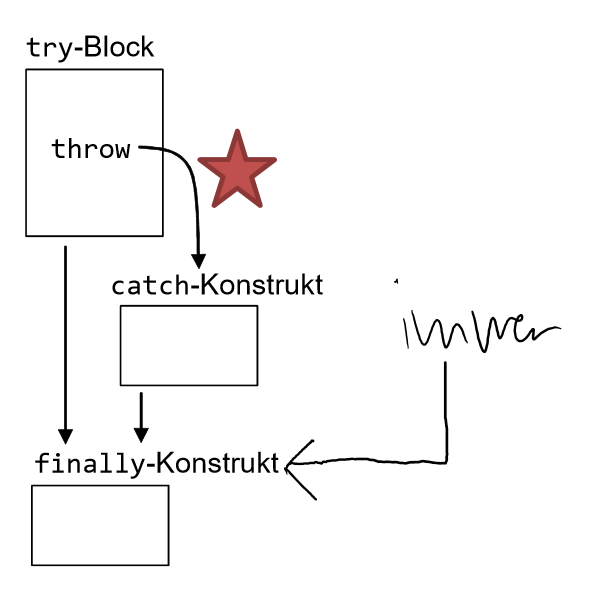 try-Block
throw
catch-Konstrukt
immer
finally-Konstrukt